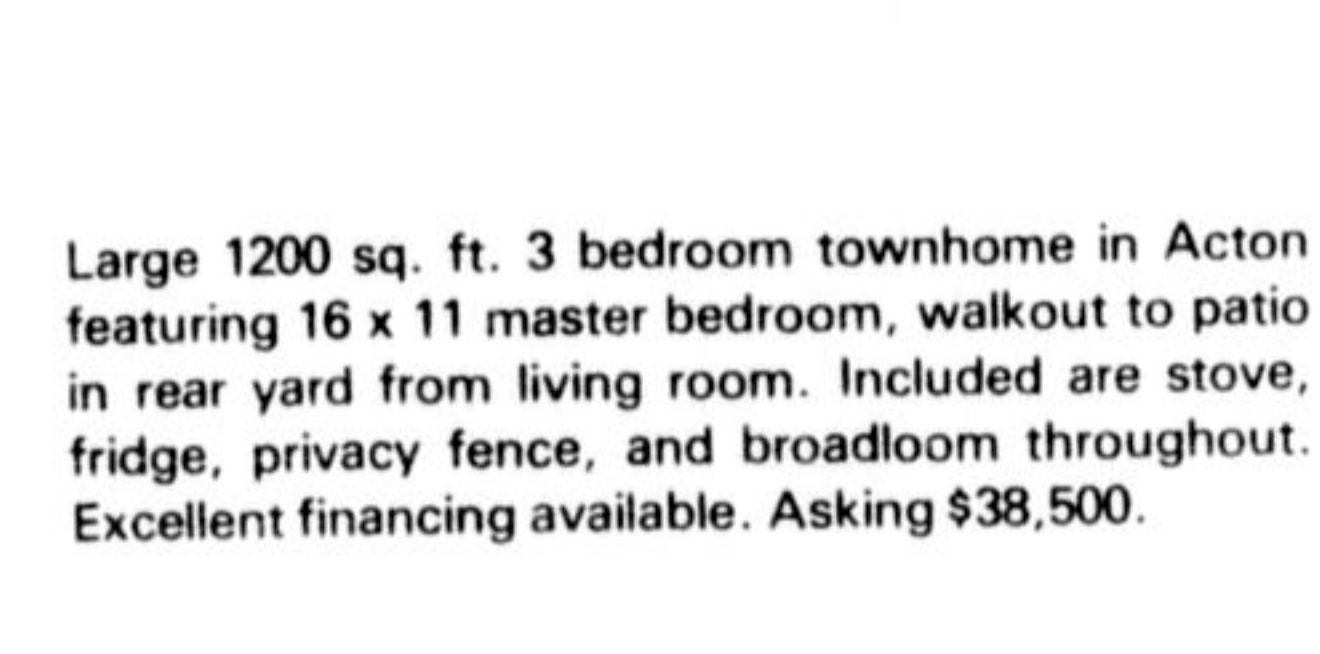 Large 1200 sq. ft. 3 bedroom townhome in Acton
featuring 16 x 11 master bedroom, walkout to patio
in rear yard from living room. Included are stove,
fridge, privacy fence, and broadloom throughout.
Excellent financing available. Asking $38,500.